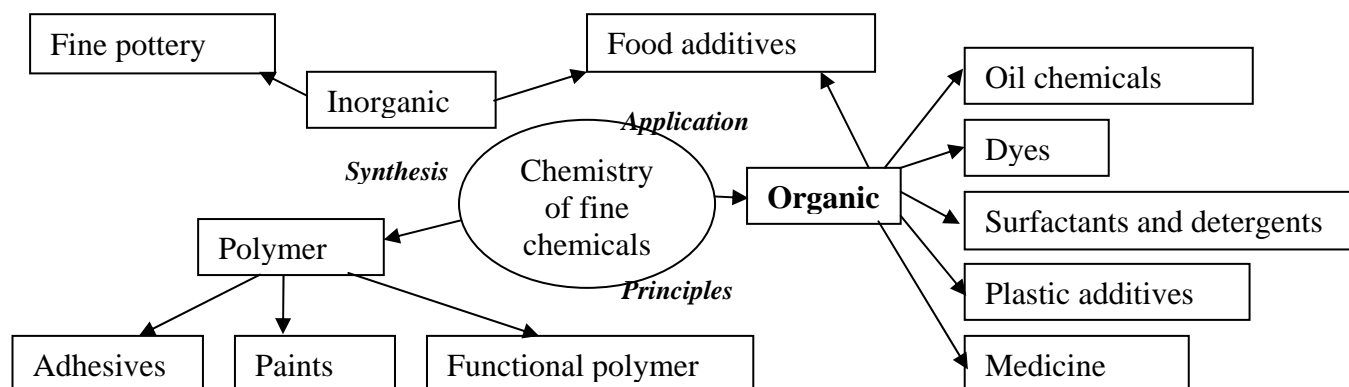 Fine pottery
Food additives
Oil chemicals
Inorganic
Application
Dyes
Synthesis
Chemistry
of fine
chemicals
Organic
Surfactants and detergents
Polymer
Principles
Plastic additives
Adhesives
Paints
Functional polymer
Medicine